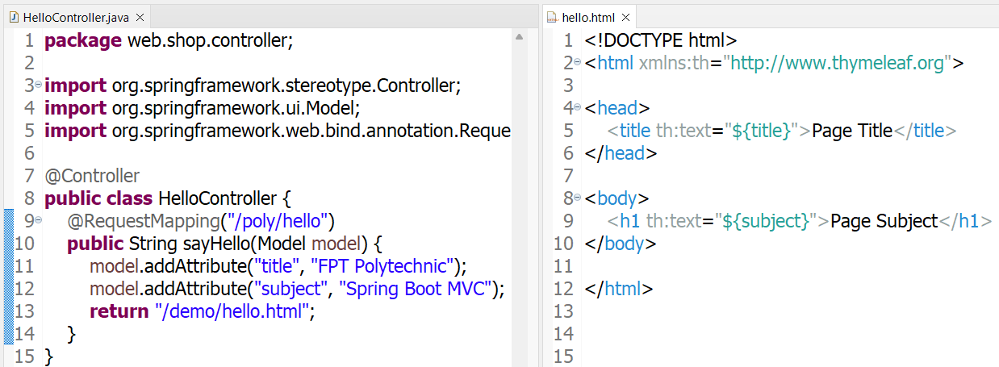 HelloController.java
1 package web.shop.controller;
2
3 import org.springframework.stereotype.Controller;
4 import org.springframework.ui.Model;
5 import org.springframework.web.bind.annotation.Reque
6
7 @Controller
8 public class HelloController {
9 @RequestMapping("/poly/hello")
10 public String sayHello(Model model) {
11 model.addAttribute("title", "FPT Polytechnic");
12 model.addAttribute("subject", "Spring Boot MVC");
13 return "/demo/hello.html";
14 }
15 }
hello.html
1 <!DOCTYPE html>
2 <html xmlns:th="http://www.thymeleaf.org">
3
4 <head>
5 <title th:text="${title}">Page Title</title>
6 </head>
7
8 <body>
9 <h1 th:text="${subject}">Page Subject</h1>
10 </body>
11
12 </html>
13
14
15